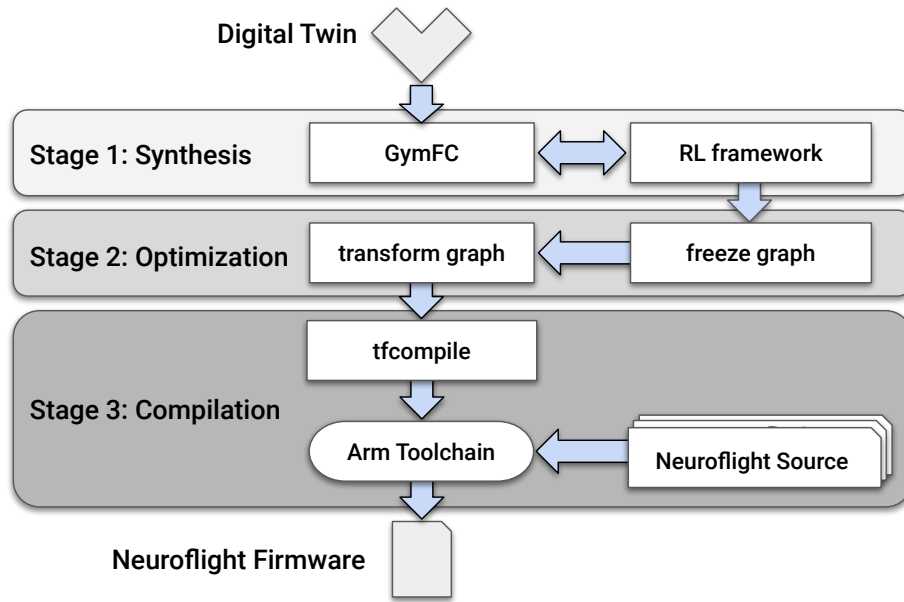 Digital Twin
Stage 1: Synthesis
GymFC
RL framework
Stage 2: Optimization
transform graph
freeze graph
tfcompile
Stage 3: Compilation
Arm Toolchain
Neuroflight Source
Neuroflight Firmware